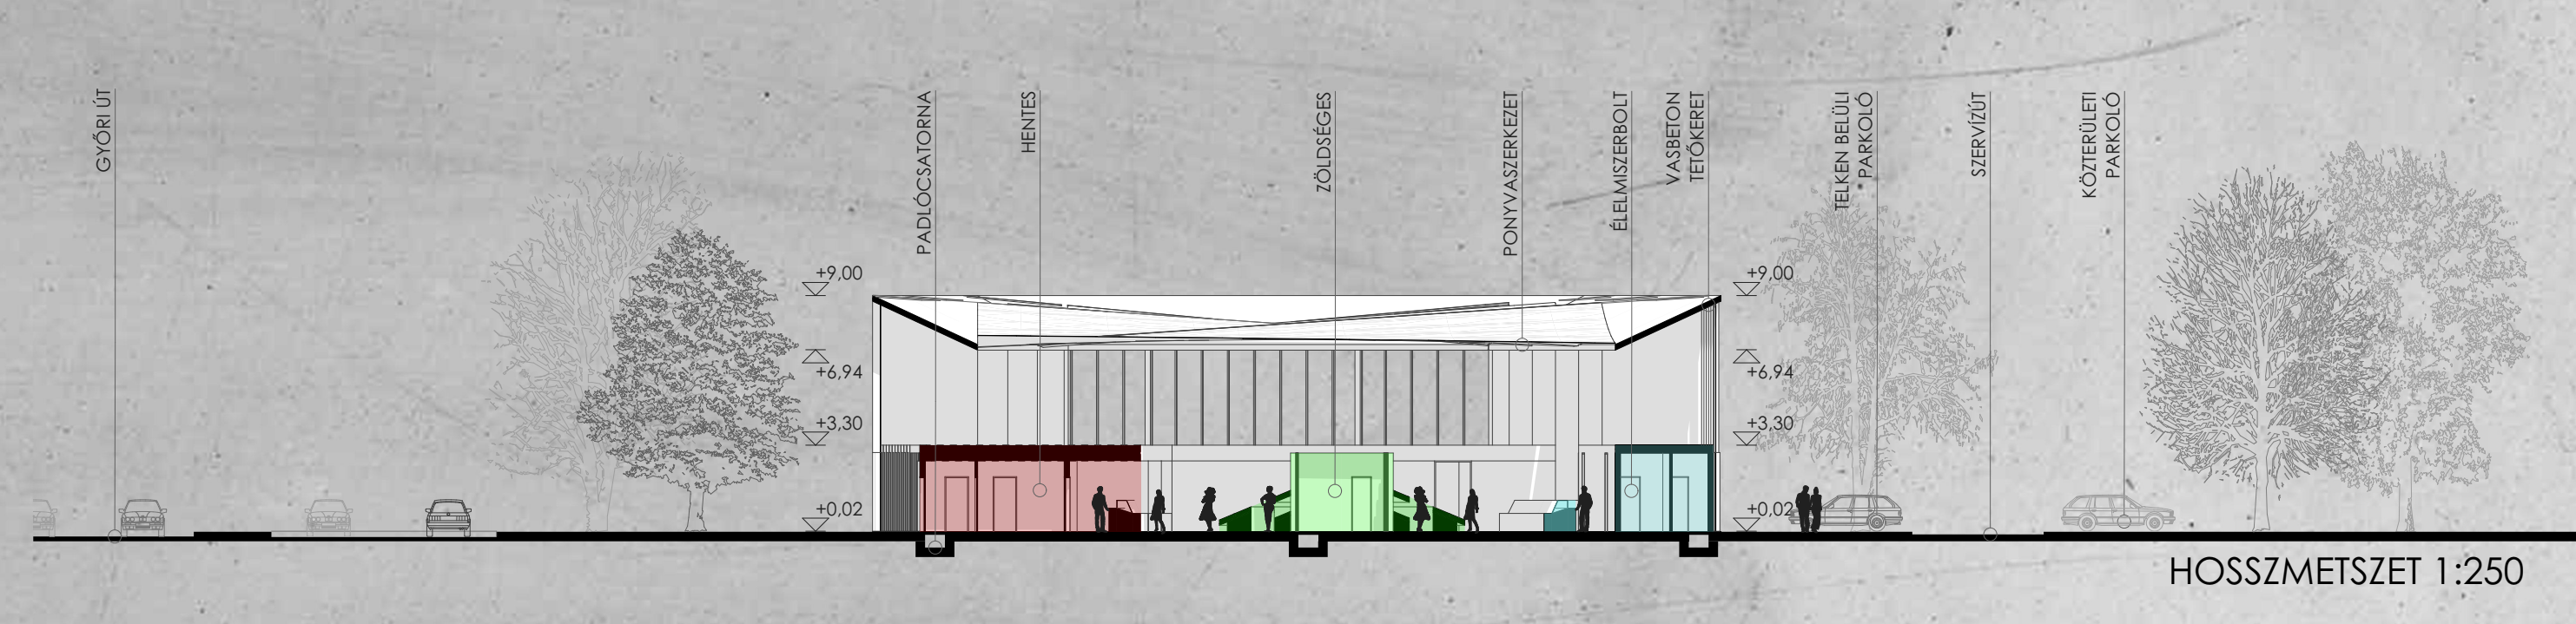 GYŐRI ÚT
PADLÓCSATORNA
HENTES
ZÖLDSÉGES
PONYVASZERKEZET
ÉLELMISZERBOLT
VASBETON
TETŐKERET
TELKEN BELÜLI
PARKOLÓ
SZERVÍZÚT
KÖZTERÜLETI
PARKOLÓ
+9,00
+6,94
+3,30
+0,02
+9,00
+6,94
+3,30
+0,02
HOSSZMETSZET 1:250